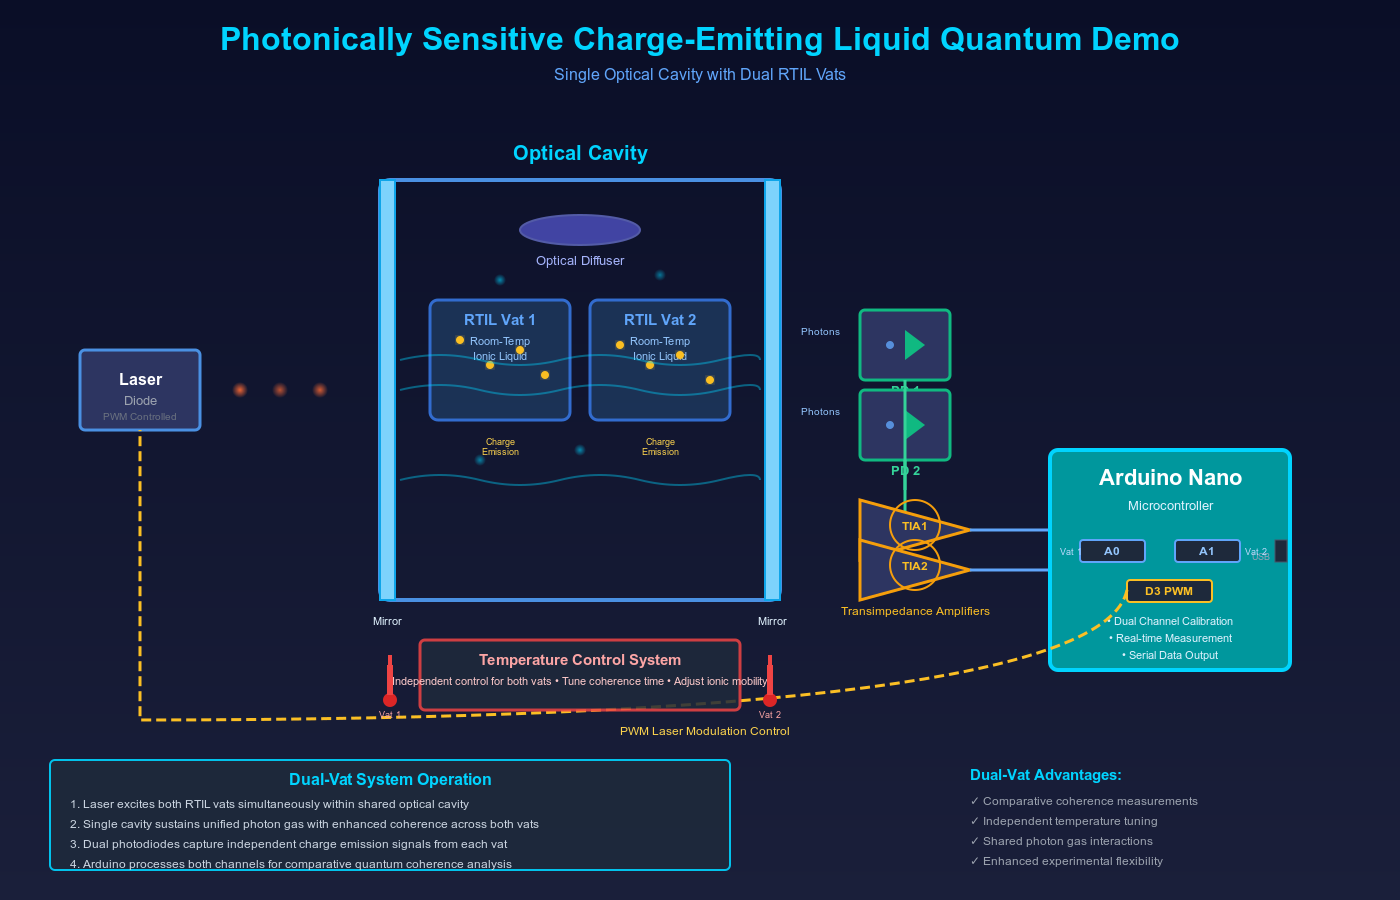 Photonically Sensitive Charge-Emitting Liquid Quantum Demo
Single Optical Cavity with Dual RTIL Vats
Optical Cavity
Optical Diffuser
RTIL Vat 1
Room-Temp
Ionic Liquid
RTIL Vat 2
Room-Temp
Ionic Liquid
Charge
Emission
Charge
Emission
Laser
Diode
PWM Controlled
Photons
Photons
PD 2
TIA1
TIA2
Transimpedance Amplifiers
Arduino Nano
Microcontroller
Vat 1
A0
A1
Vat 2
USB
D3 PWM
• Dual Channel Calibration
• Real-time Measurement
• Serial Data Output
Mirror
Mirror
Temperature Control System
Independent control for both vats • Tune coherence time • Adjust ionic mobility
Vat 1
Vat 2
PWM Laser Modulation Control
Dual-Vat System Operation
1. Laser excites both RTIL vats simultaneously within shared optical cavity
2. Single cavity sustains unified photon gas with enhanced coherence across both vats
3. Dual photodiodes capture independent charge emission signals from each vat
4. Arduino processes both channels for comparative quantum coherence analysis
Dual-Vat Advantages:
✓ Comparative coherence measurements
✓ Independent temperature tuning
✓ Shared photon gas interactions
✓ Enhanced experimental flexibility